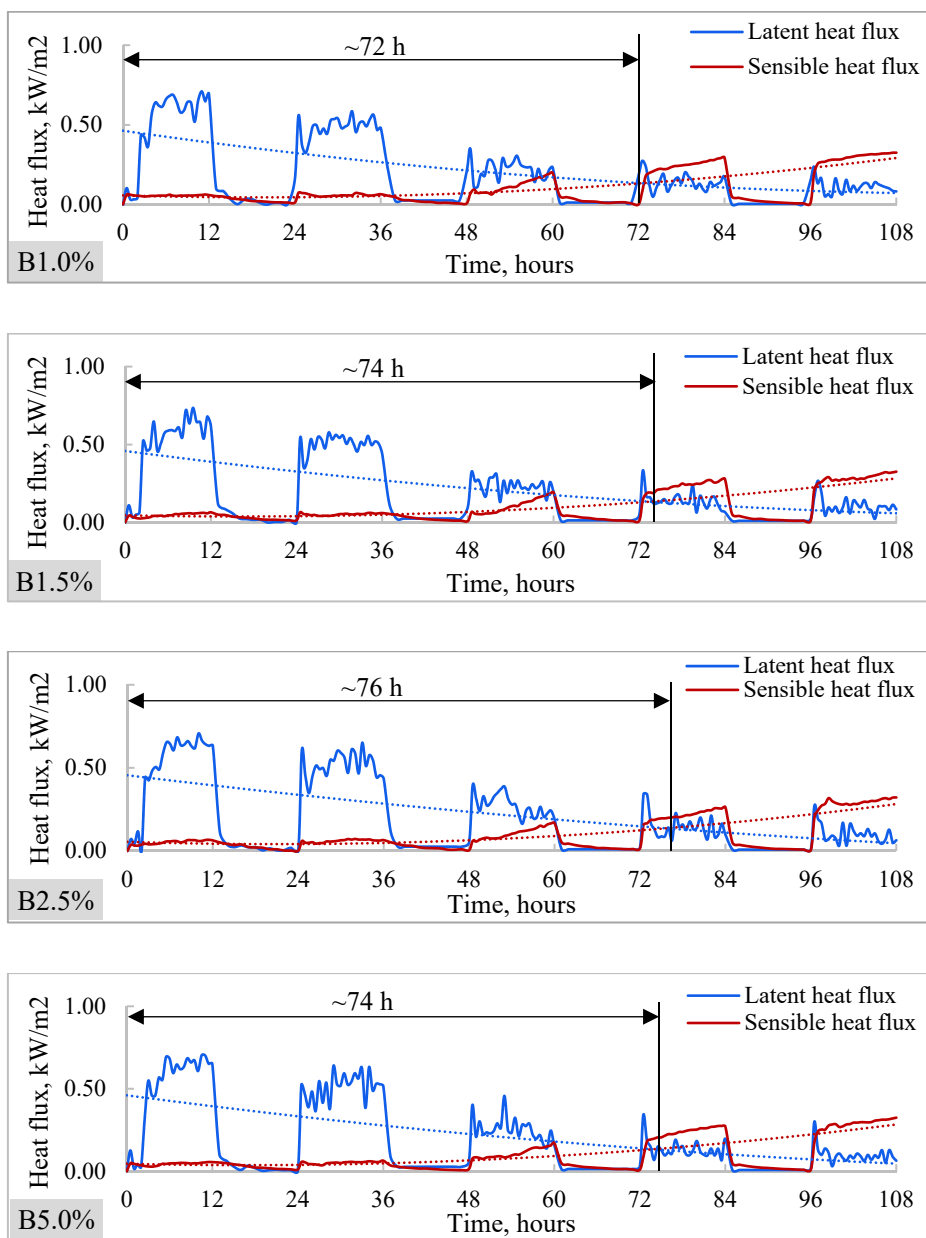 1.00
~72 h
Latent heat flux
Sensible heat flux
0.50
0.00
Heat flux, kW/m2
0 12 24 36 48 60 72 84 96 108
Time, hours
B1.0%
1.00
~74 h
Latent heat flux
Sensible heat flux
0.50
0.00
Heat flux, kW/m2
0 12 24 36 48 60 72 84 96 108
Time, hours
B1.5%
1.00
~76 h
Latent heat flux
Sensible heat flux
0.50
0.00
Heat flux, kW/m2
0 12 24 36 48 60 72 84 96 108
Time, hours
B2.5%
1.00
~74 h
Latent heat flux
Sensible heat flux
0.50
0.00
Heat flux, kW/m2
0 12 24 36 48 60 72 84 96 108
Time, hours
B5.0%